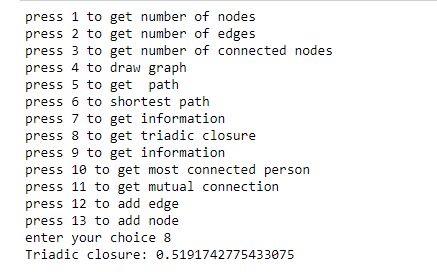 press 1 to get number of nodes
press 2 to get number of edges
press 3 to get number of connected nodes
press 4 to draw graph
press 5 to get  path
press 6 to shortest path
press 7 to get information
press 8 to get triadic closure
press 9 to get information
press 10 to get most connected person
press 11 to get mutual connection
press 12 to add edge
press 13 to add node
enter your choice 8
Triadic closure: 0.5191742775433075